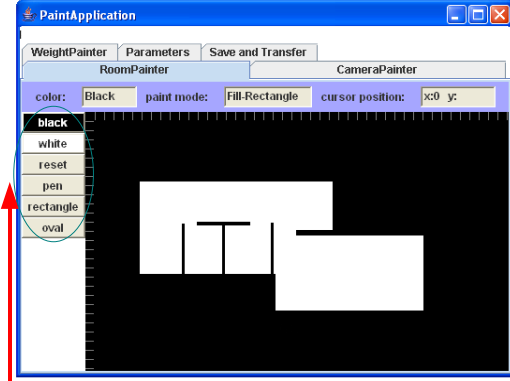 PaintApplication
WeightPainter Parameters Save and Transfer
RoomPainter CameraPainter
color: Black paint mode: Fill-Rectangle cursor position: x:0 y:
black
white
reset
pen
rectangle
oval